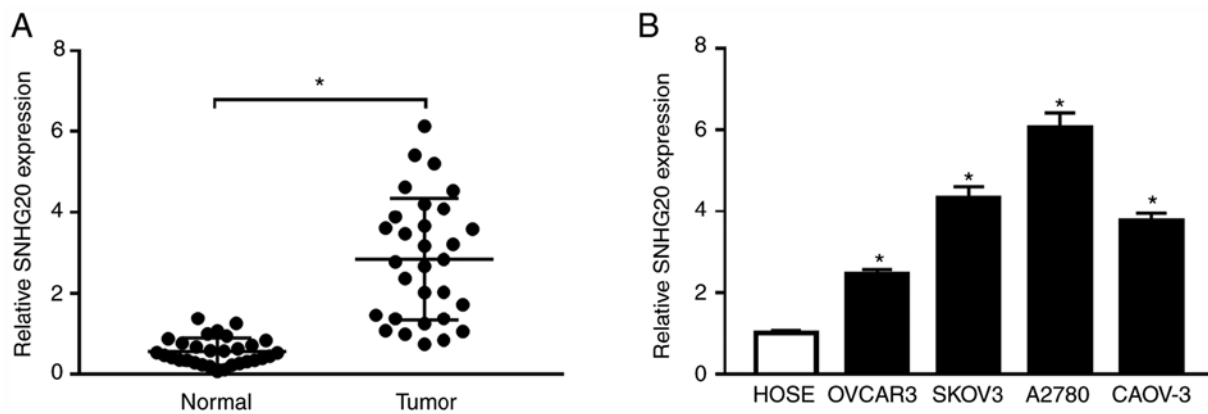 A
Relative SNHG20 expression
8
6
4
2
0
*
Normal Tumor
B
Relative SNHG20 expression
8
6
4
2
0
*
*
*
*
HOSE OVCAR3 SKOV3 A2780 CAOV-3